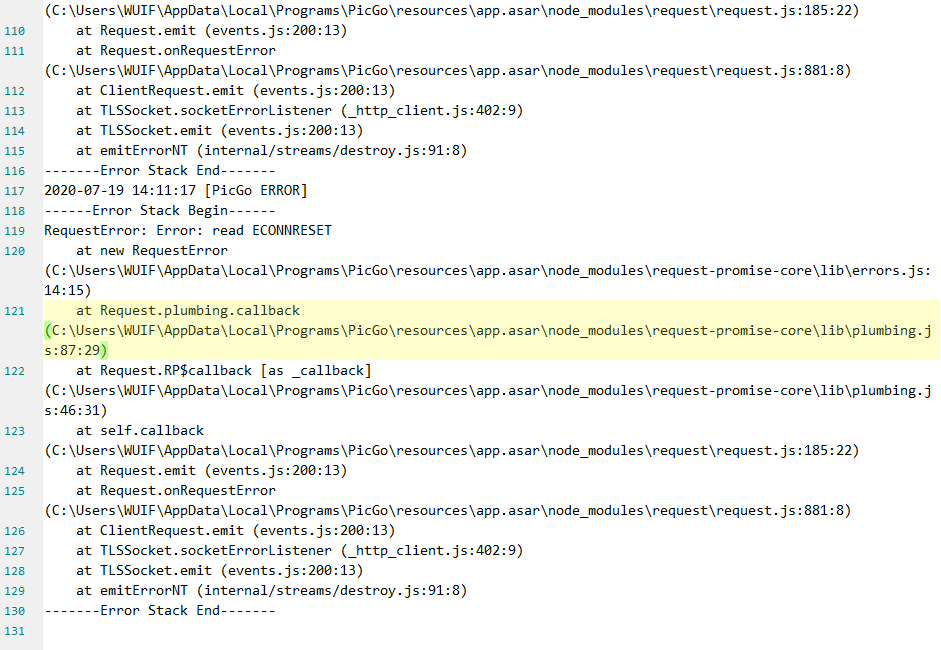 (C:\Users\WUIF\AppData\Local\Programs\PicGo\resources\app.asar\node_modules\request\request.js:185:22)
110     at Request.emit (events.js:200:13)
111     at Request.onRequestError
(C:\Users\WUIF\AppData\Local\Programs\PicGo\resources\app.asar\node_modules\request\request.js:881:8)
112     at ClientRequest.emit (events.js:200:13)
113     at TLSSocket.socketErrorListener (_http_client.js:402:9)
114     at TLSSocket.emit (events.js:200:13)
115     at emitErrorNT (internal/streams/destroy.js:91:8)
116 -------Error Stack End-------
117 2020-07-19 14:11:17 [PicGo ERROR]
118 ------Error Stack Begin------
119 RequestError: Error: read ECONNRESET
120     at new RequestError
(C:\Users\WUIF\AppData\Local\Programs\PicGo\resources\app.asar\node_modules\request-promise-core\lib\errors.js:
14:15)
121     at Request.plumbing.callback
(C:\Users\WUIF\AppData\Local\Programs\PicGo\resources\app.asar\node_modules\request-promise-core\lib\plumbing.j
s:87:29)
122     at Request.RP$callback [as _callback]
(C:\Users\WUIF\AppData\Local\Programs\PicGo\resources\app.asar\node_modules\request-promise-core\lib\plumbing.j
s:46:31)
123     at self.callback
(C:\Users\WUIF\AppData\Local\Programs\PicGo\resources\app.asar\node_modules\request\request.js:185:22)
124     at Request.emit (events.js:200:13)
125     at Request.onRequestError
(C:\Users\WUIF\AppData\Local\Programs\PicGo\resources\app.asar\node_modules\request\request.js:881:8)
126     at ClientRequest.emit (events.js:200:13)
127     at TLSSocket.socketErrorListener (_http_client.js:402:9)
128     at TLSSocket.emit (events.js:200:13)
129     at emitErrorNT (internal/streams/destroy.js:91:8)
130 -------Error Stack End-------
131